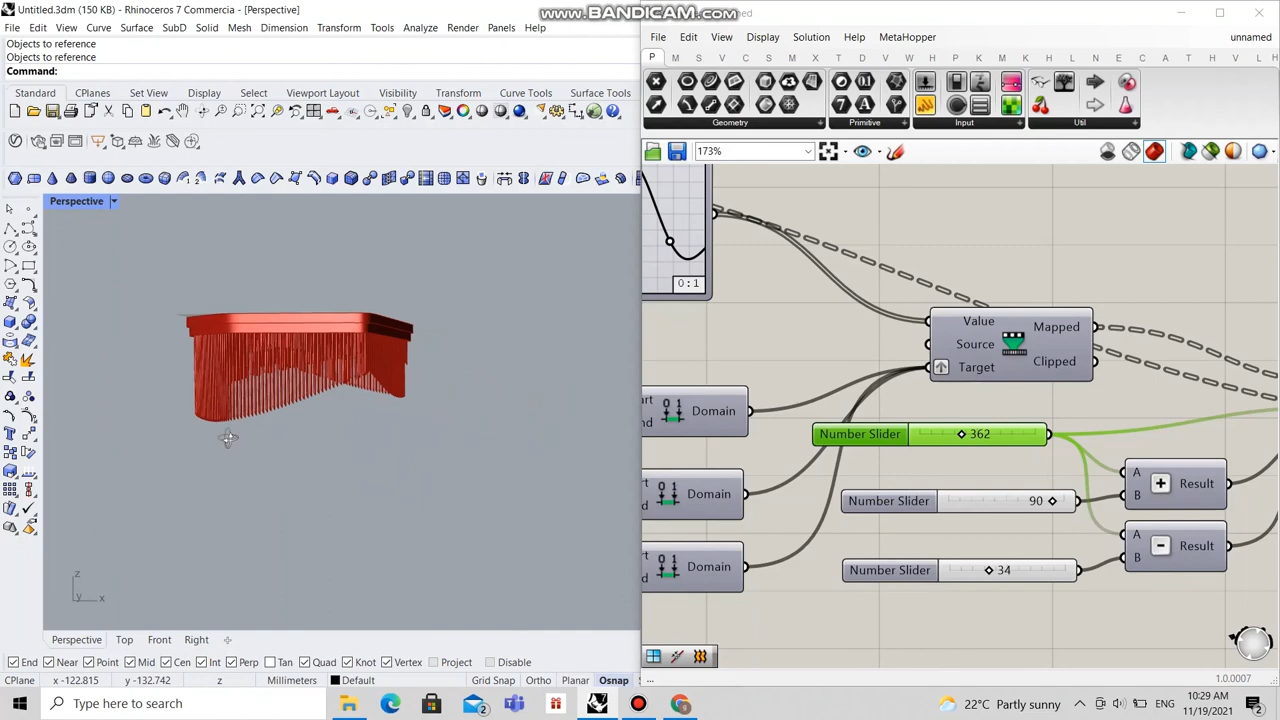 Untitled.3dm (150 KB) - Rhinoceros 7 Commercia - [Perspective]
www.BANDICAM.com
File Edit View Curve Surface SubD Solid Mesh Dimension Transform Tools Analyze Render Panels Help
Objects to reference
Objects to reference
Command:
Standard CPlanes Set View Display Select Viewport Layout Visibility Transform Curve Tools Surface Tools
Perspective
File Edit View Display Solution Help MetaHopper unnamed
P M S V C S M X T D W H K P M L N E C S L H
Geometry Primitive Input Util
173%
0 : 1
Value
Source
Target
Mapped
Clipped
Domain
Domain
Domain
Number Slider 362
Number Slider 90
Number Slider 34
A
B
Result
A
B
Result
1.0.0007
z
y x
Perspective Top Front Right
End Near Point Mid Cen Int Perp Tan Quad Knot Vertex Project Disable
CPlane x -122.815 y -132.742 z Millimeters Default Grid Snap Ortho Planar Osnap
Type here to search
22°C Partly sunny
ENG
10:29 AM
11/19/2021
2